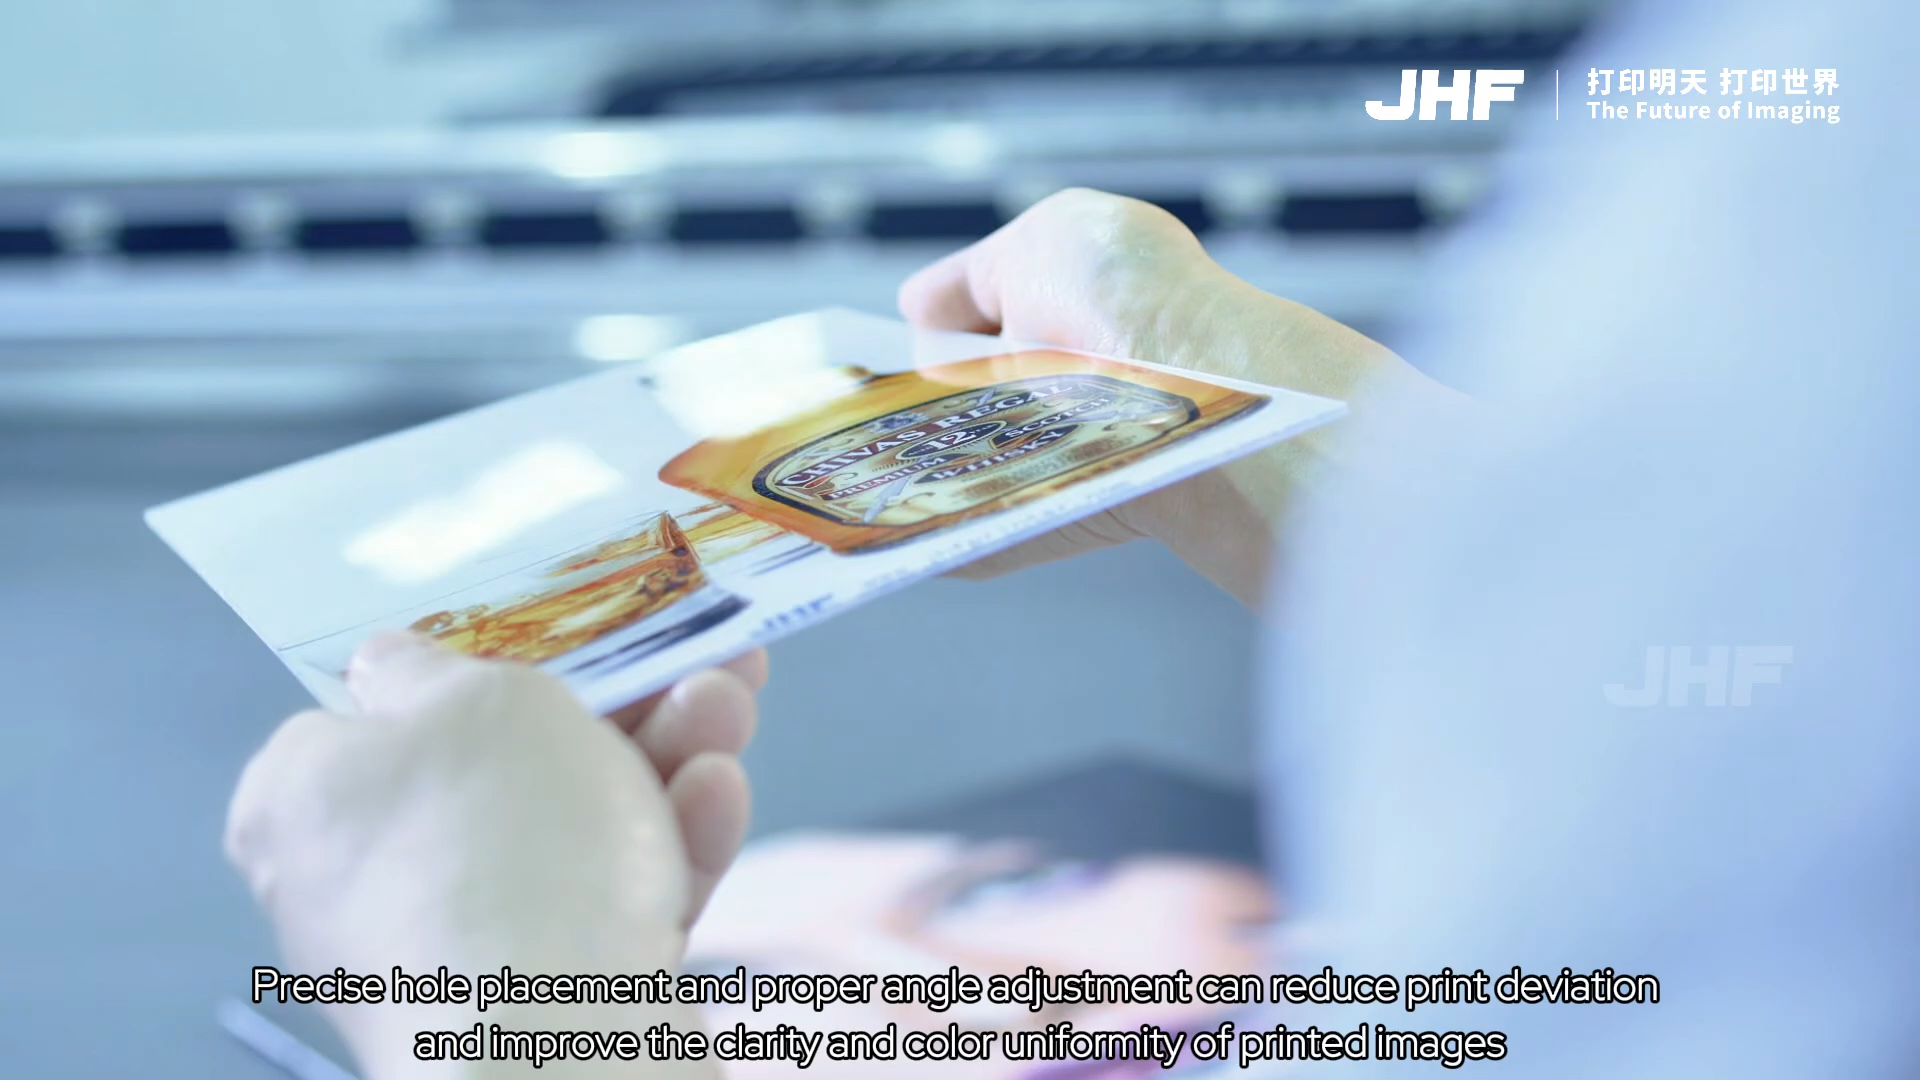 JHF
打印明天 打印世界
The Future of Imaging
CHIVAS REGAL
12
PREMIUM SCOTCH
WHISKY
JHF
JHF
Precise hole placement and proper angle adjustment can reduce print deviation
and improve the clarity and color uniformity of printed images